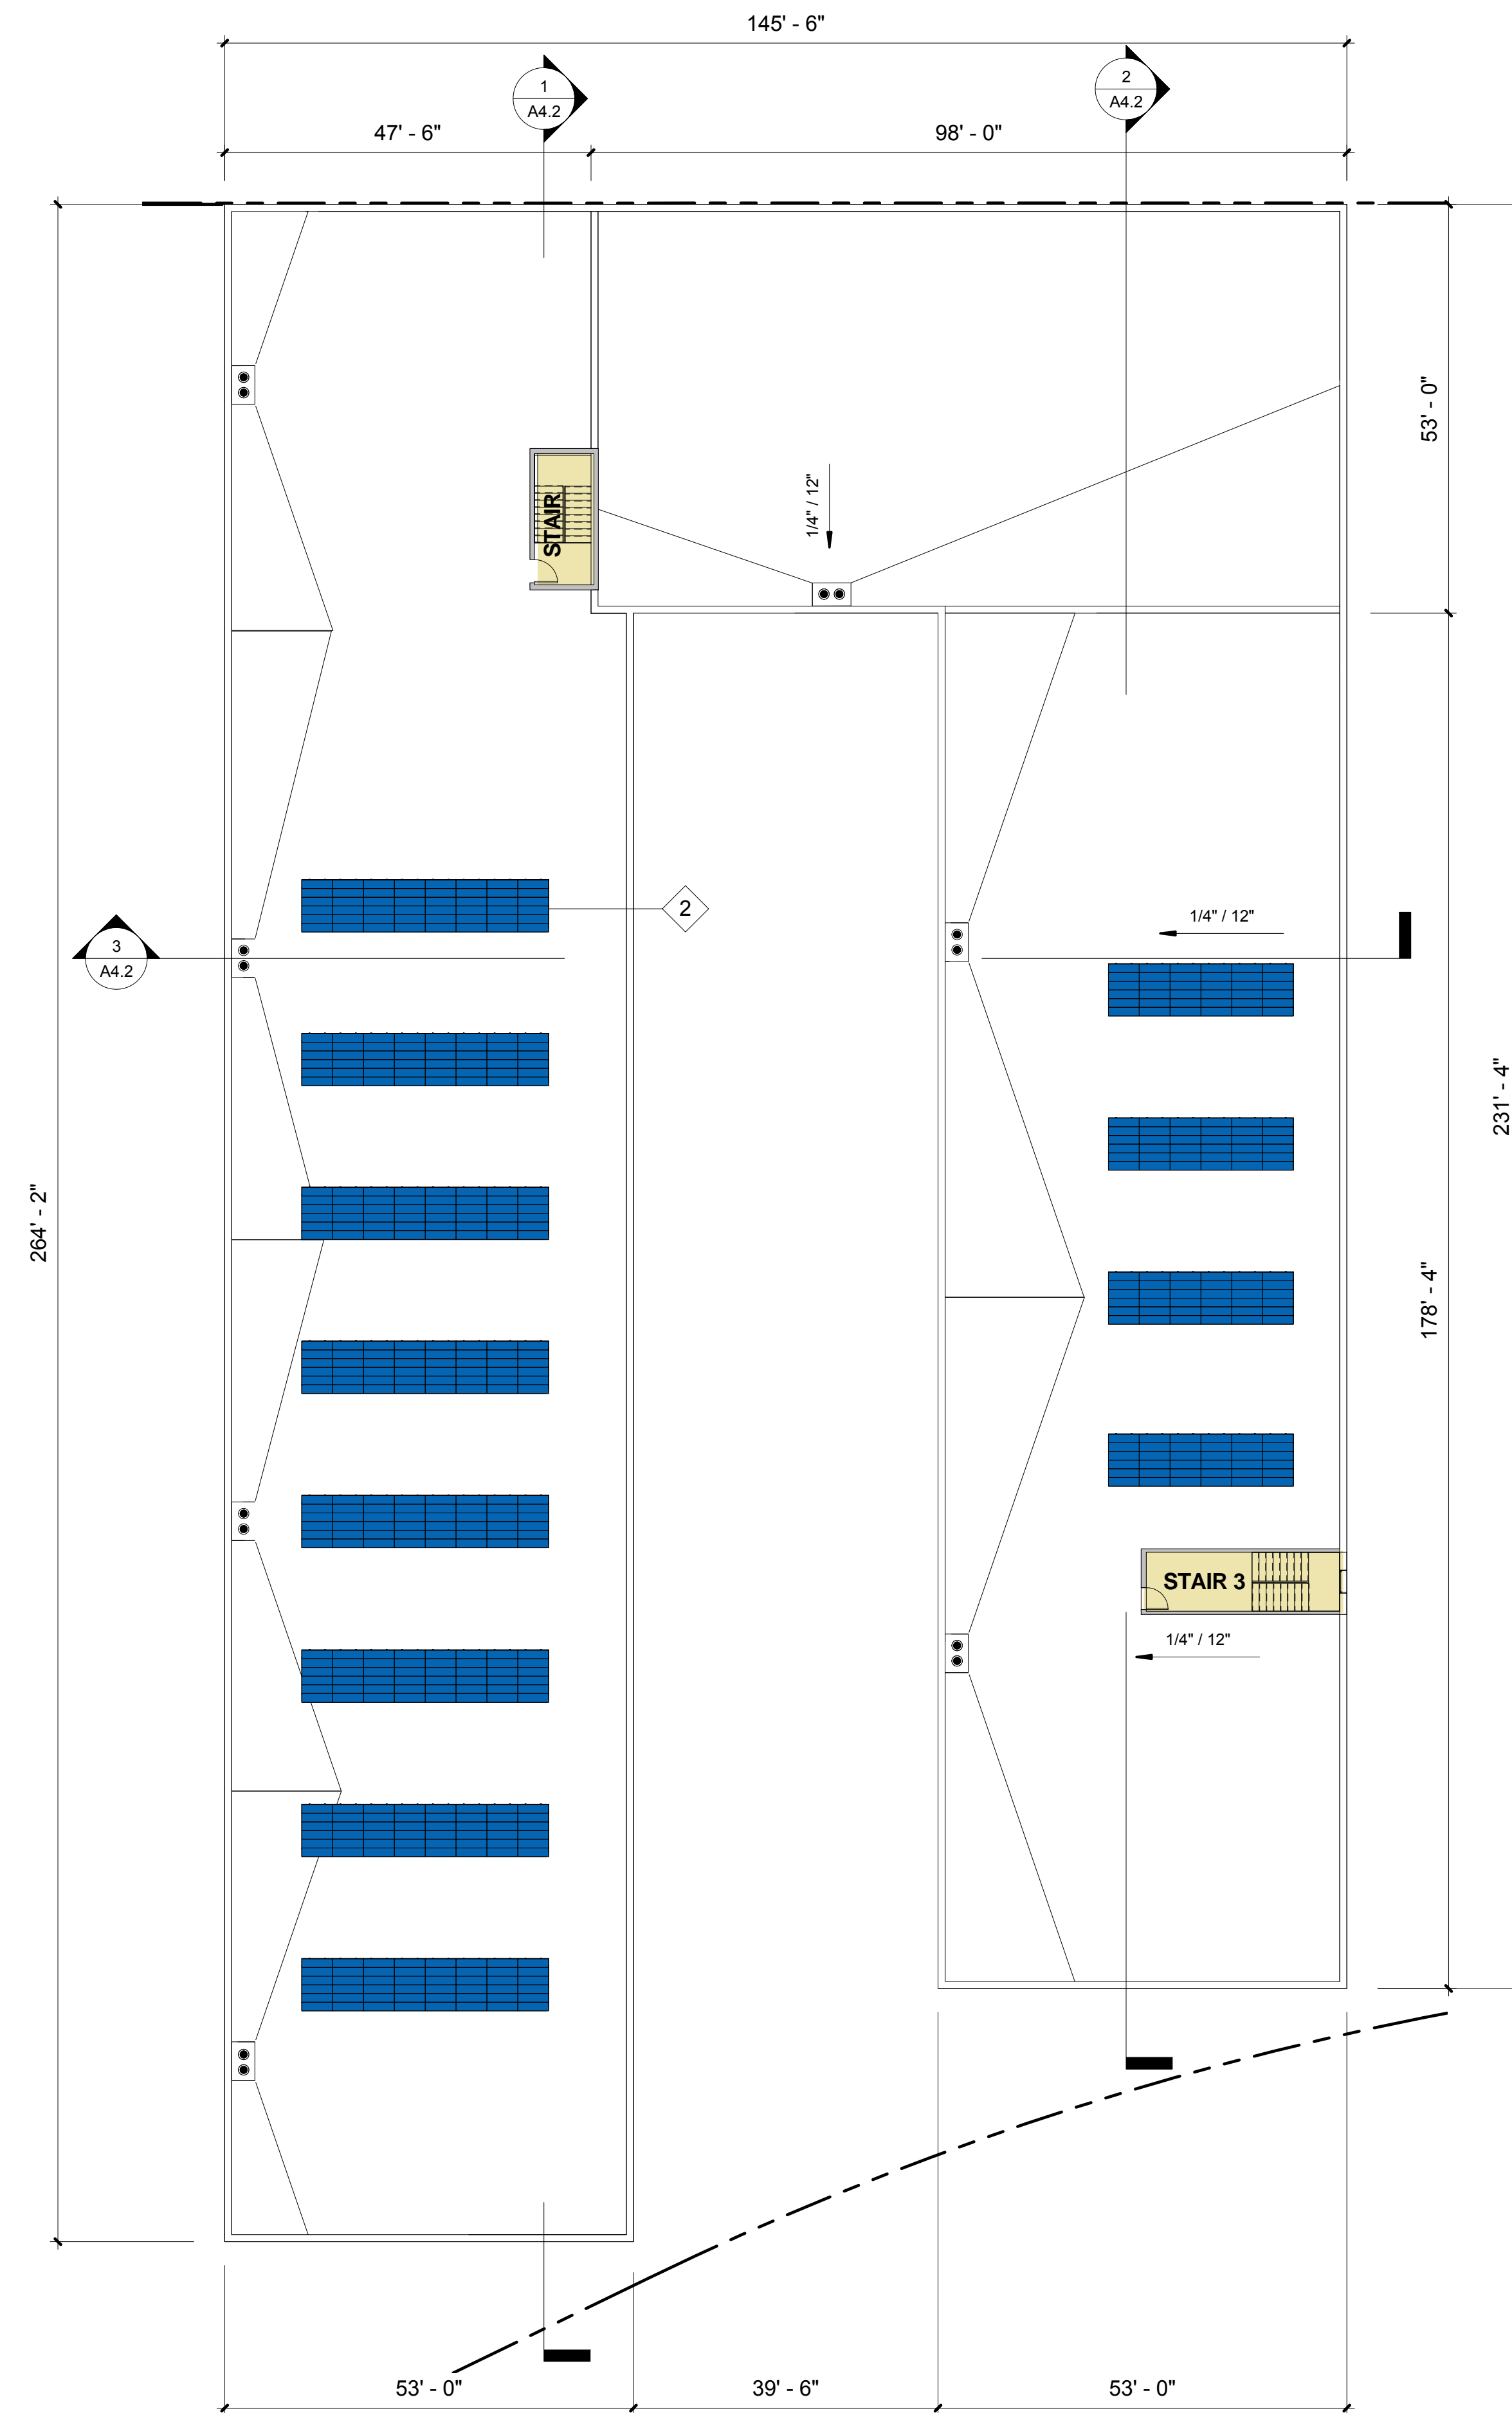 145' - 6"
1
A4.2
2
A4.2
47' - 6"
98' - 0"
53' - 0"
1/4" / 12"
STAIR
2
1/4" / 12"
3
A4.2
231' - 4"
264' - 2"
178' - 4"
STAIR 3
1/4" / 12"
53' - 0"
39' - 6"
53' - 0"